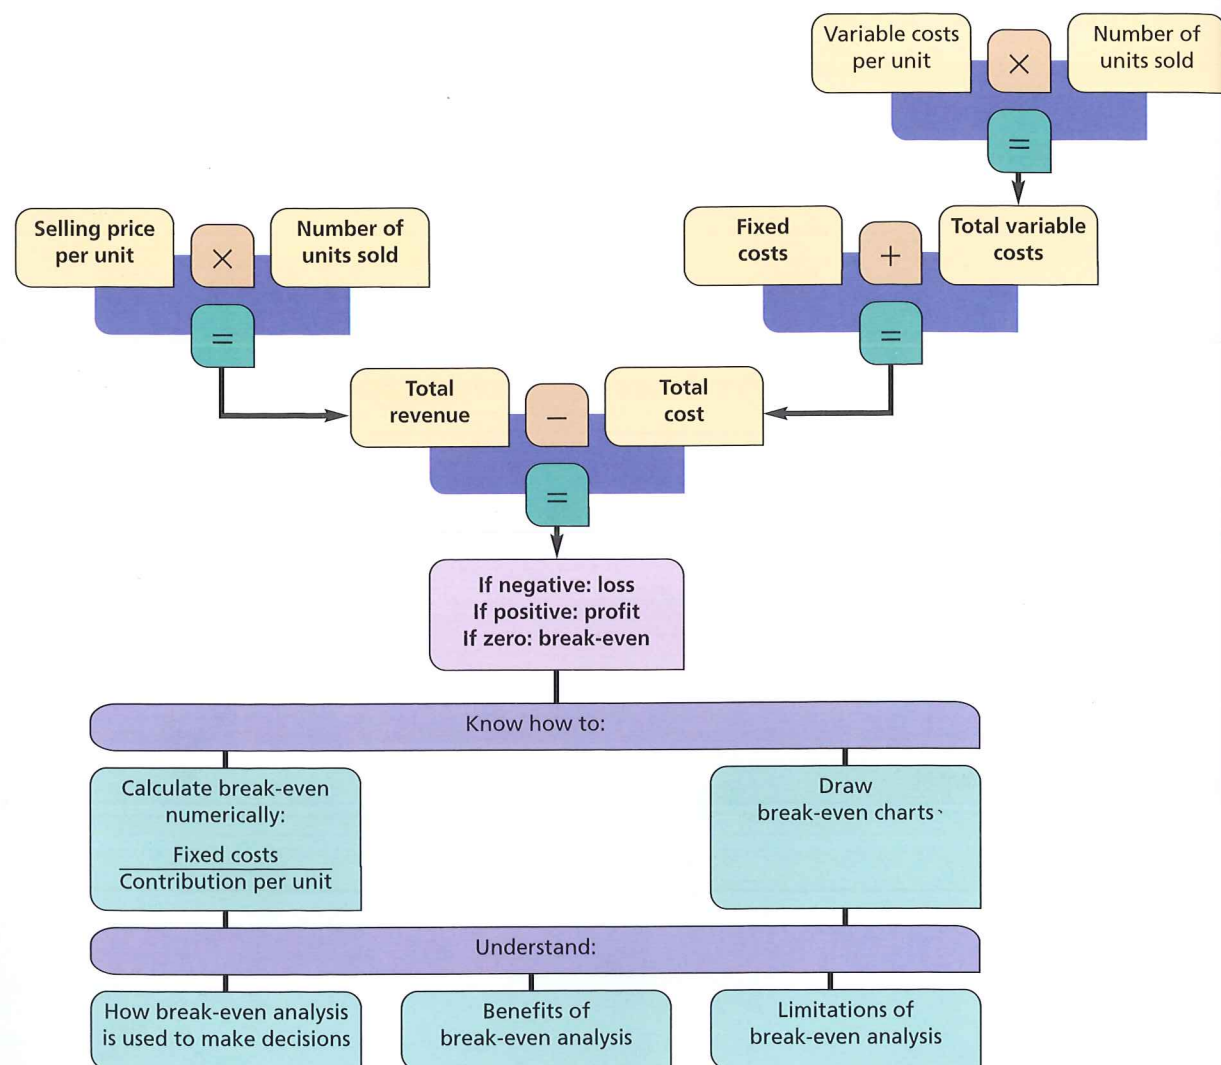 Variable costs
per unit
×
Number of
units sold
=
Selling price
per unit
×
Number of
units sold
=
Fixed
costs
+
Total variable
costs
=
Total
revenue
−
Total
cost
=
If negative: loss
If positive: profit
If zero: break-even
Know how to:
Calculate break-even
numerically:
Fixed costs
Contribution per unit
Draw
break-even charts
Understand:
How break-even analysis
is used to make decisions
Benefits of
break-even analysis
Limitations of
break-even analysis